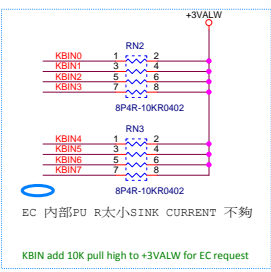 +3VALW
RN2
KBIN0 1 2
KBIN1 3 4
KBIN2 5 6
KBIN3 7 8
8P4R-10KR0402
RN3
KBIN4 1 2
KBIN5 3 4
KBIN6 5 6
KBIN7 7 8
8P4R-10KR0402
EC 內部PU R太小SINK CURRENT 不夠
KBIN add 10K pull high to +3VALW for EC request